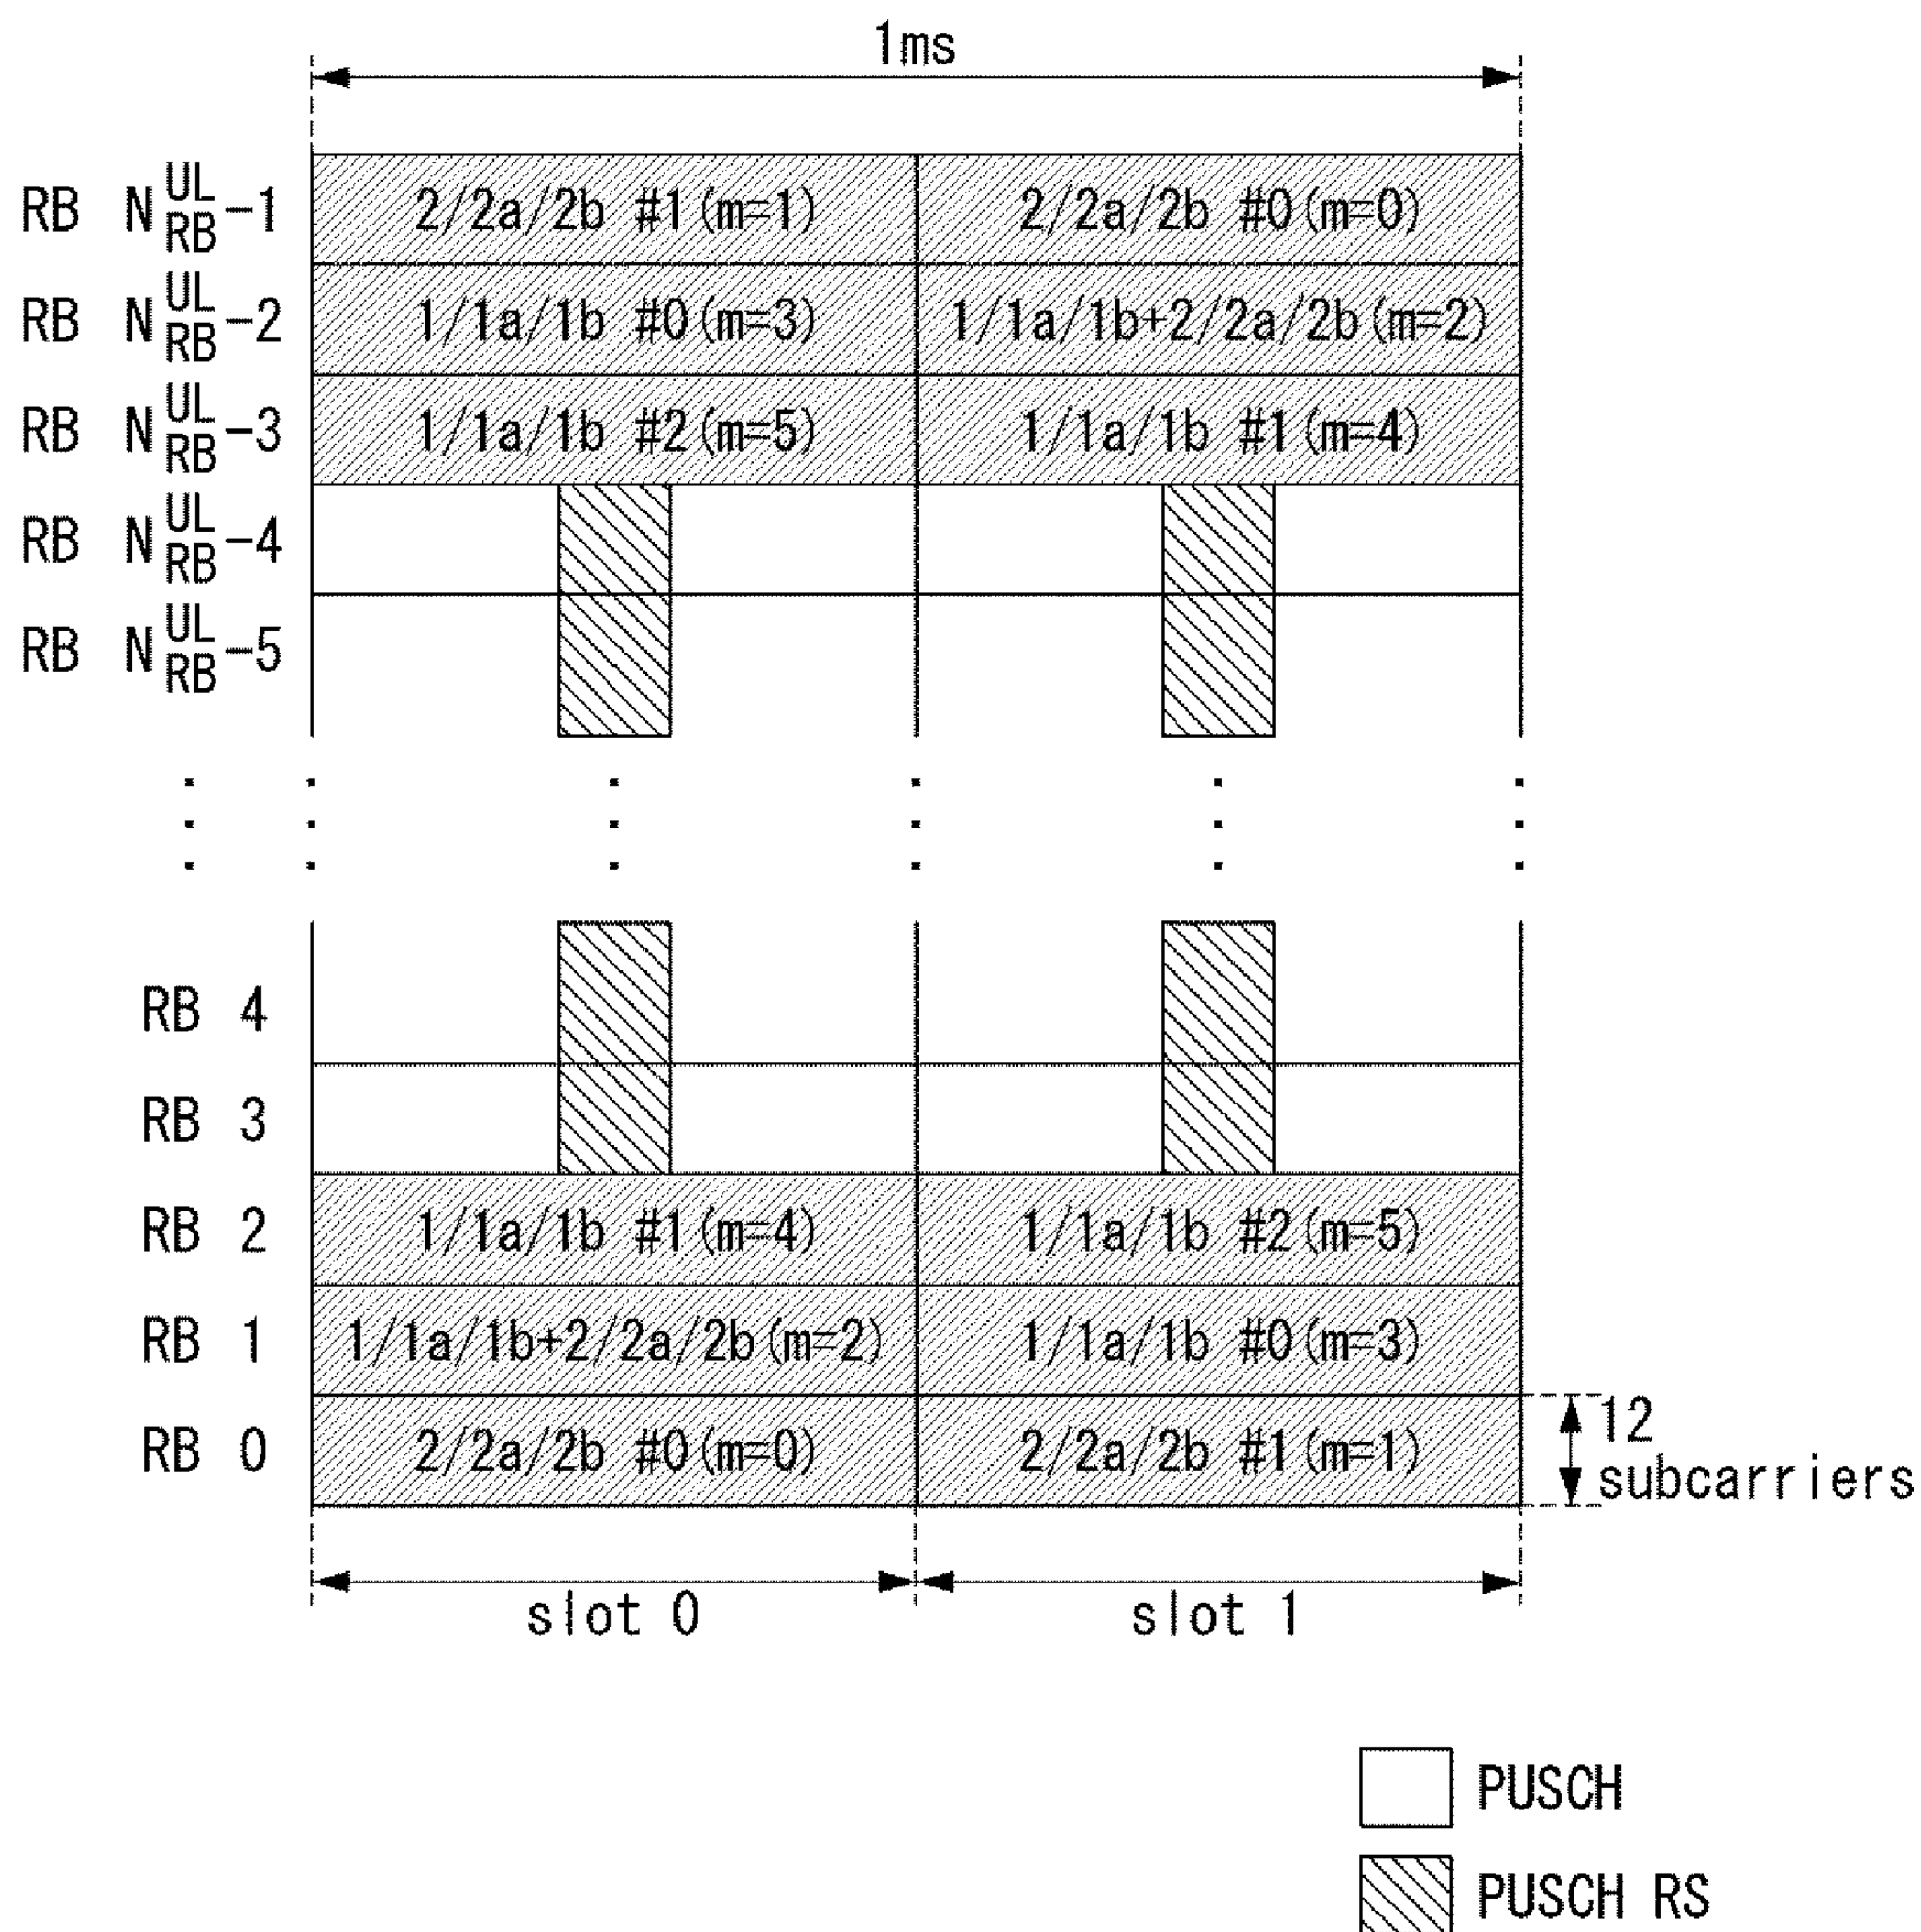 1ms
RB N UL RB -1 2/2a/2b #1(m=1) 2/2a/2b #0(m=0)
RB N UL RB -2 1/1a/1b #0(m=3) 1/1a/1b+2/2a/2b(m=2)
RB N UL RB -3 1/1a/1b #2(m=5) 1/1a/1b #1(m=4)
RB N UL RB -4
RB N UL RB -5
RB 4
RB 3
RB 2 1/1a/1b #1(m=4) 1/1a/1b #2(m=5)
RB 1 1/1a/1b+2/2a/2b(m=2) 1/1a/1b #0(m=3)
RB 0 2/2a/2b #0(m=0) 2/2a/2b #1(m=1)
12
subcarriers
slot 0 slot 1
PUSCH
PUSCH RS